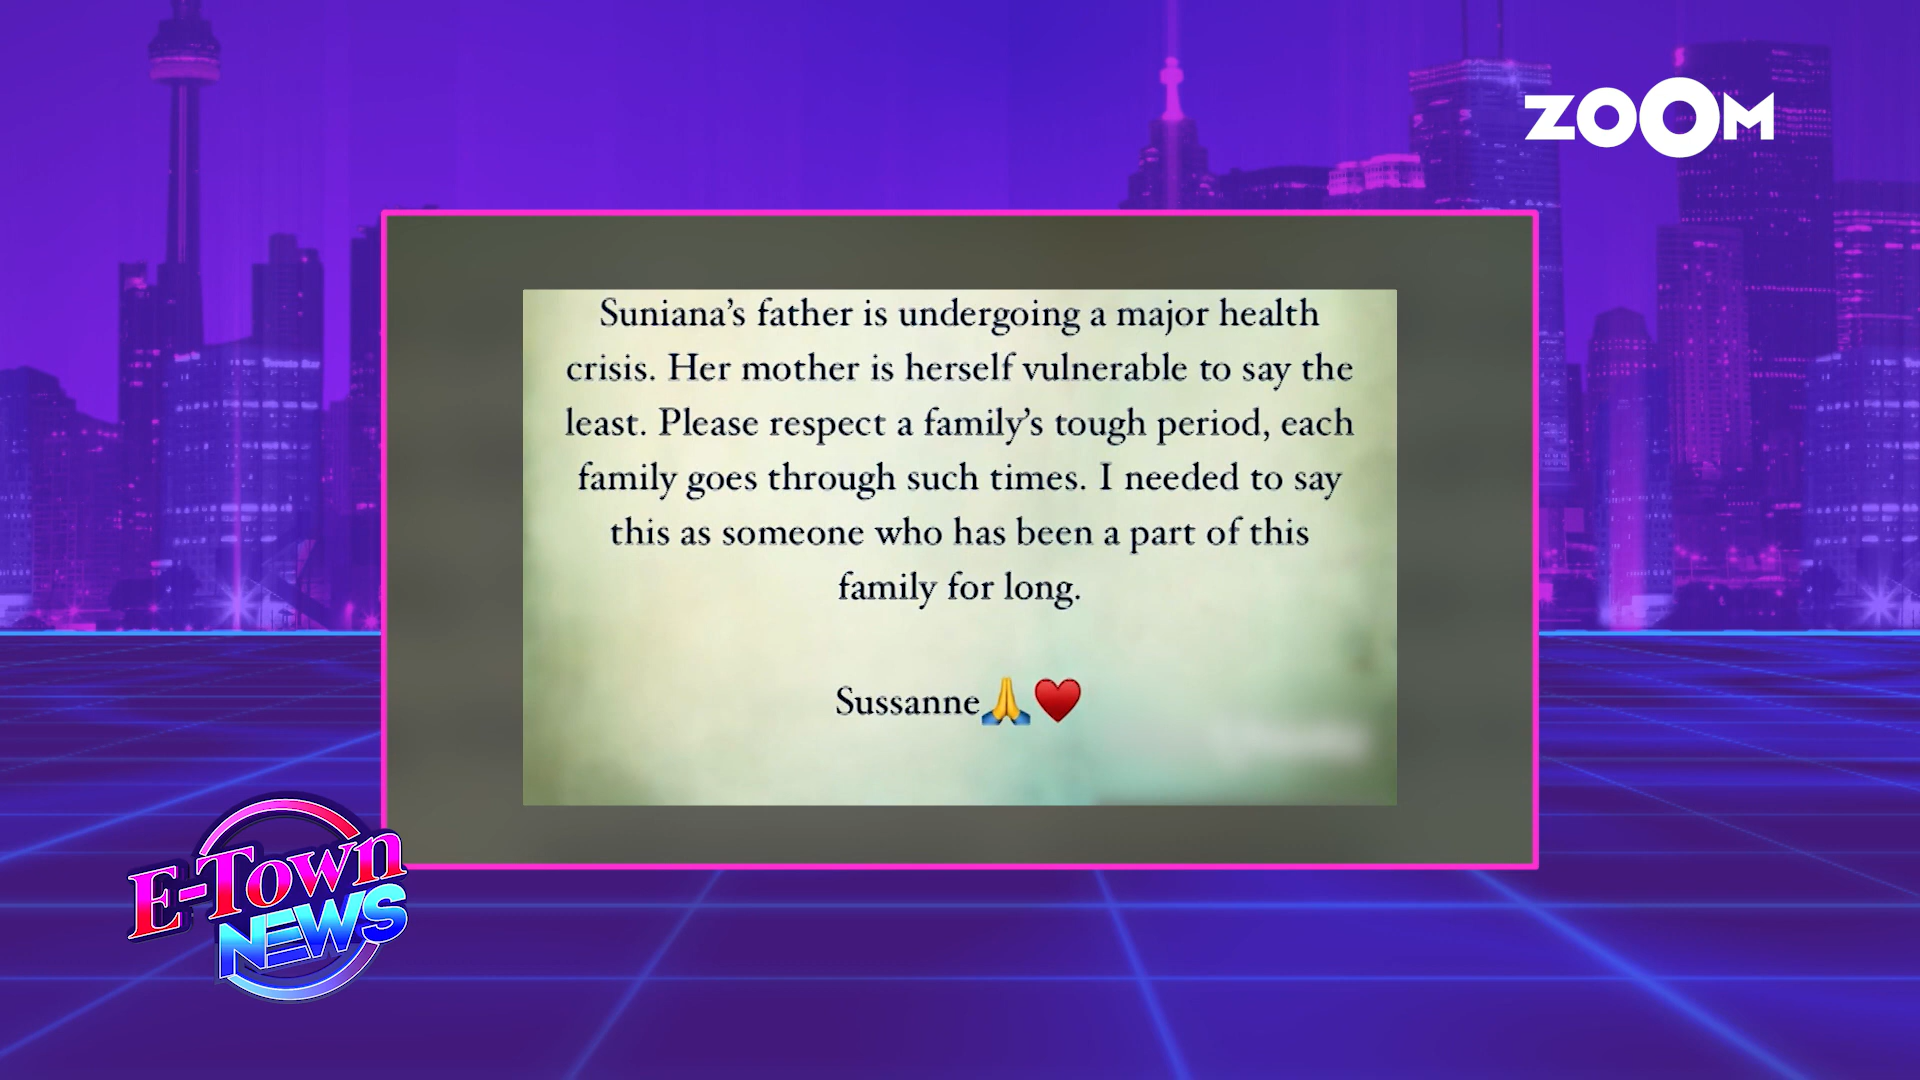 ZOOM
Suniana’s father is undergoing a major health
crisis. Her mother is herself vulnerable to say the
least. Please respect a family’s tough period, each
family goes through such times. I needed to say
this as someone who has been a part of this
family for long.
Sussanne🙏♥️
E-Town
NEWS